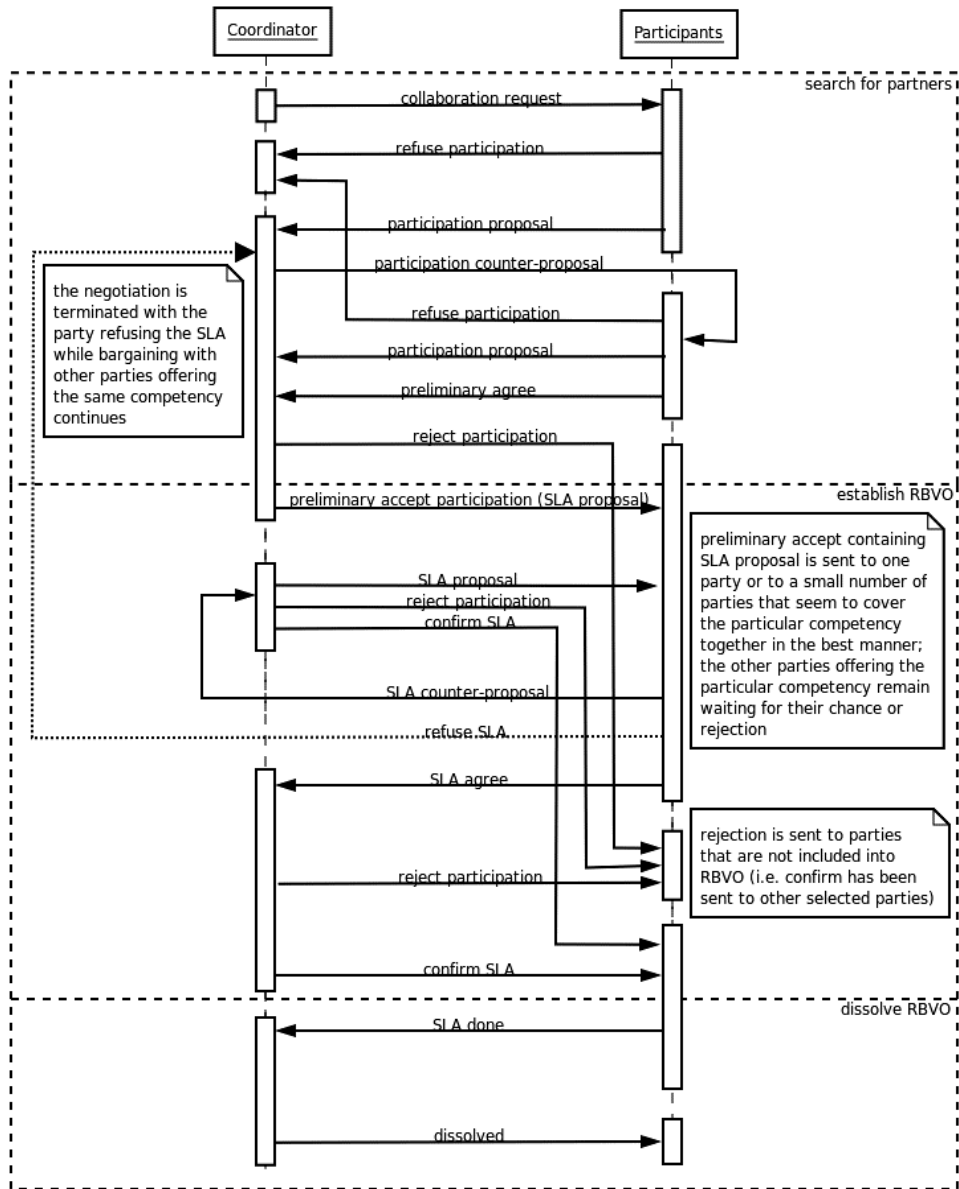 Coordinator
Participants
search for partners
collaboration request
refuse participation
participation proposal
participation counter-proposal
the negotiation is
terminated with the
party refusing the SLA
while bargaining with
other parties offering
the same competency
continues
refuse participation
participation proposal
preliminary agree
reject participation
establish RBVO
preliminary accept participation (SLA proposal)
preliminary accept containing
SLA proposal is sent to one
party or to a small number of
parties that seem to cover
the particular competency
together in the best manner;
the other parties offering the
particular competency remain
waiting for their chance or
rejection
SLA proposal
reject participation
confirm SLA
SLA counter-proposal
refuse SLA
SLA agree
rejection is sent to parties
that are not included into
RBVO (i.e. confirm has been
sent to other selected parties)
reject participation
confirm SLA
dissolve RBVO
SLA done
dissolved